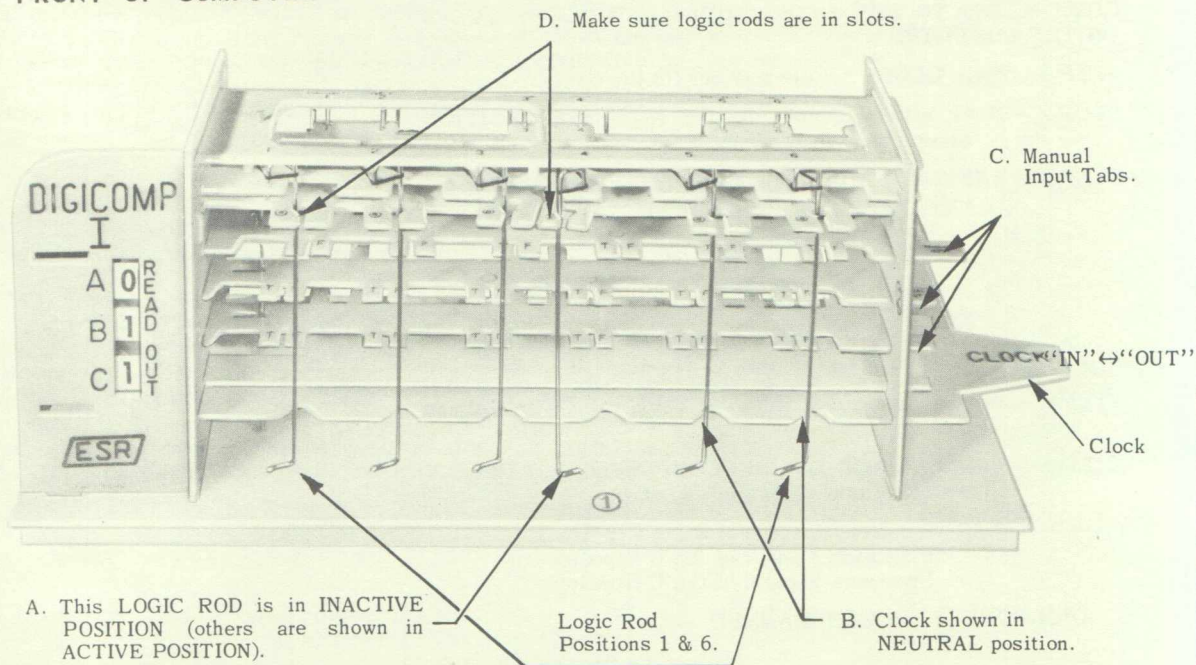 D. Make sure logic rods are in slots.
C. Manual
Input Tabs.
DIGICOMP
I
A 0
B 1
C 1
READ OUT
ESR
T F
CLOCK "IN"↔"OUT"
Clock
①
A. This LOGIC ROD is in INACTIVE
POSITION (others are shown in
ACTIVE POSITION).
Logic Rod
Positions 1 & 6.
B. Clock shown in
NEUTRAL position.